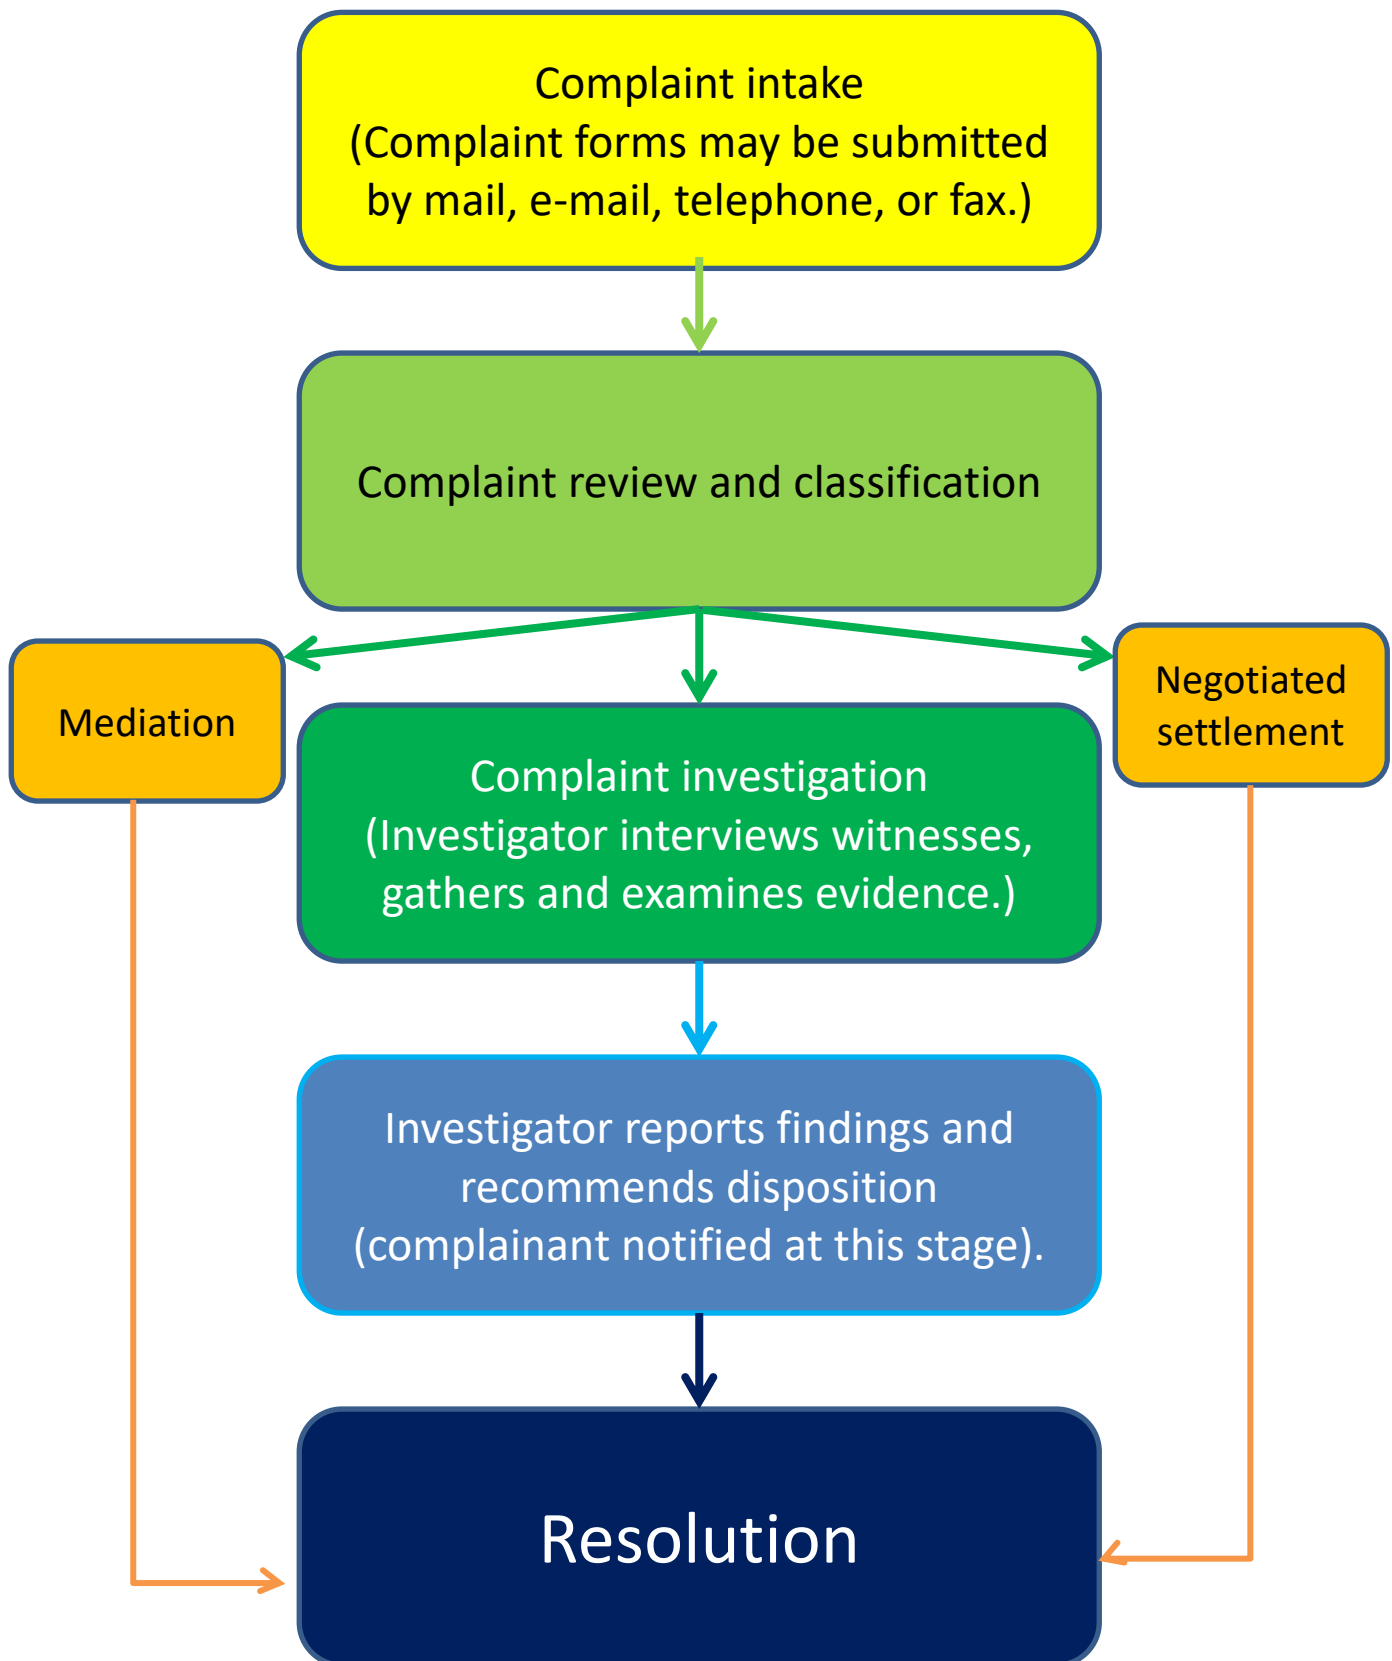 Complaint intake
(Complaint forms may be submitted
by mail, e-mail, telephone, or fax.)
Complaint review and classification
Mediation
Negotiated
settlement
Complaint investigation
(Investigator interviews witnesses,
gathers and examines evidence.)
Investigator reports findings and
recommends disposition
(complainant notified at this stage).
Resolution